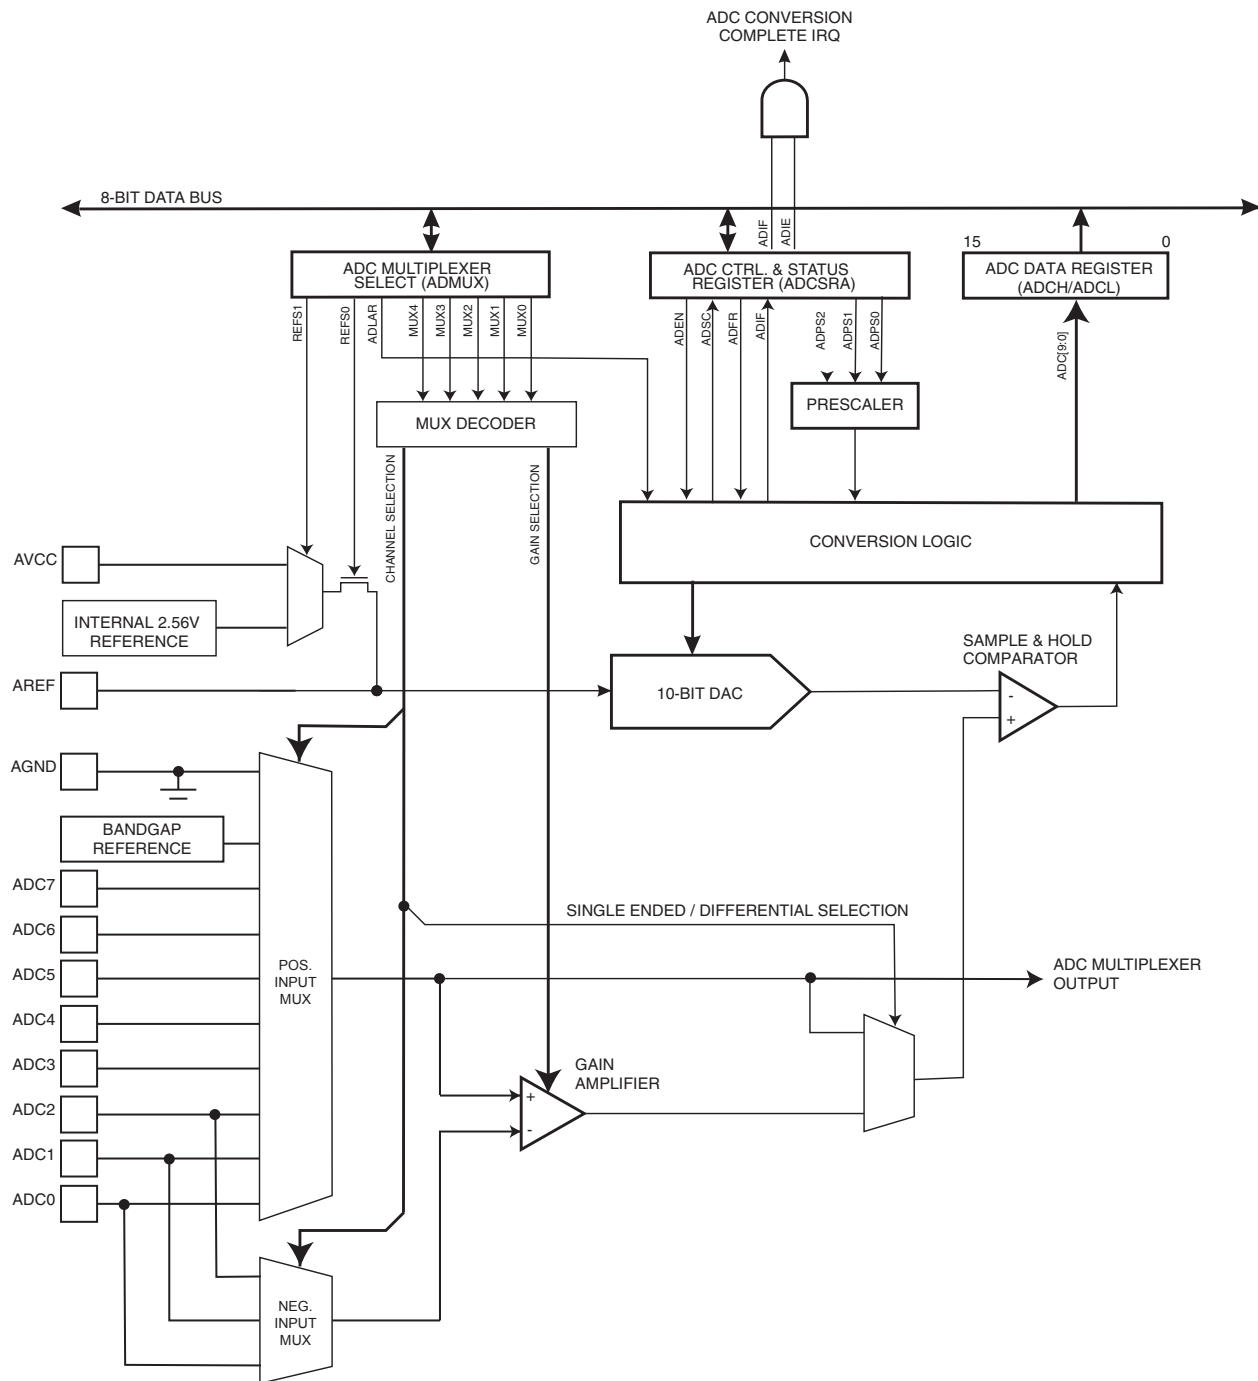 ADC CONVERSION
COMPLETE IRQ
8-BIT DATA BUS
ADIF
ADIE
15
0
ADC MULTIPLEXER
SELECT (ADMUX)
ADC CTRL. & STATUS
REGISTER (ADCSRA)
ADC DATA REGISTER
(ADCH/ADCL)
REFS1
REFS0
ADLAR
MUX4
MUX3
MUX2
MUX1
MUX0
ADEN
ADSC
ADFR
ADIF
ADPS2
ADPS1
ADPS0
ADC[9:0]
PRESCALER
MUX DECODER
CHANNEL SELECTION
GAIN SELECTION
CONVERSION LOGIC
AVCC
INTERNAL 2.56V
REFERENCE
SAMPLE & HOLD
COMPARATOR
AREF
10-BIT DAC
-
+
AGND
BANDGAP
REFERENCE
ADC7
SINGLE ENDED / DIFFERENTIAL SELECTION
ADC6
ADC5
POS.
INPUT
MUX
ADC MULTIPLEXER
OUTPUT
ADC4
ADC3
GAIN
AMPLIFIER
+
-
ADC2
ADC1
ADC0
NEG.
INPUT
MUX